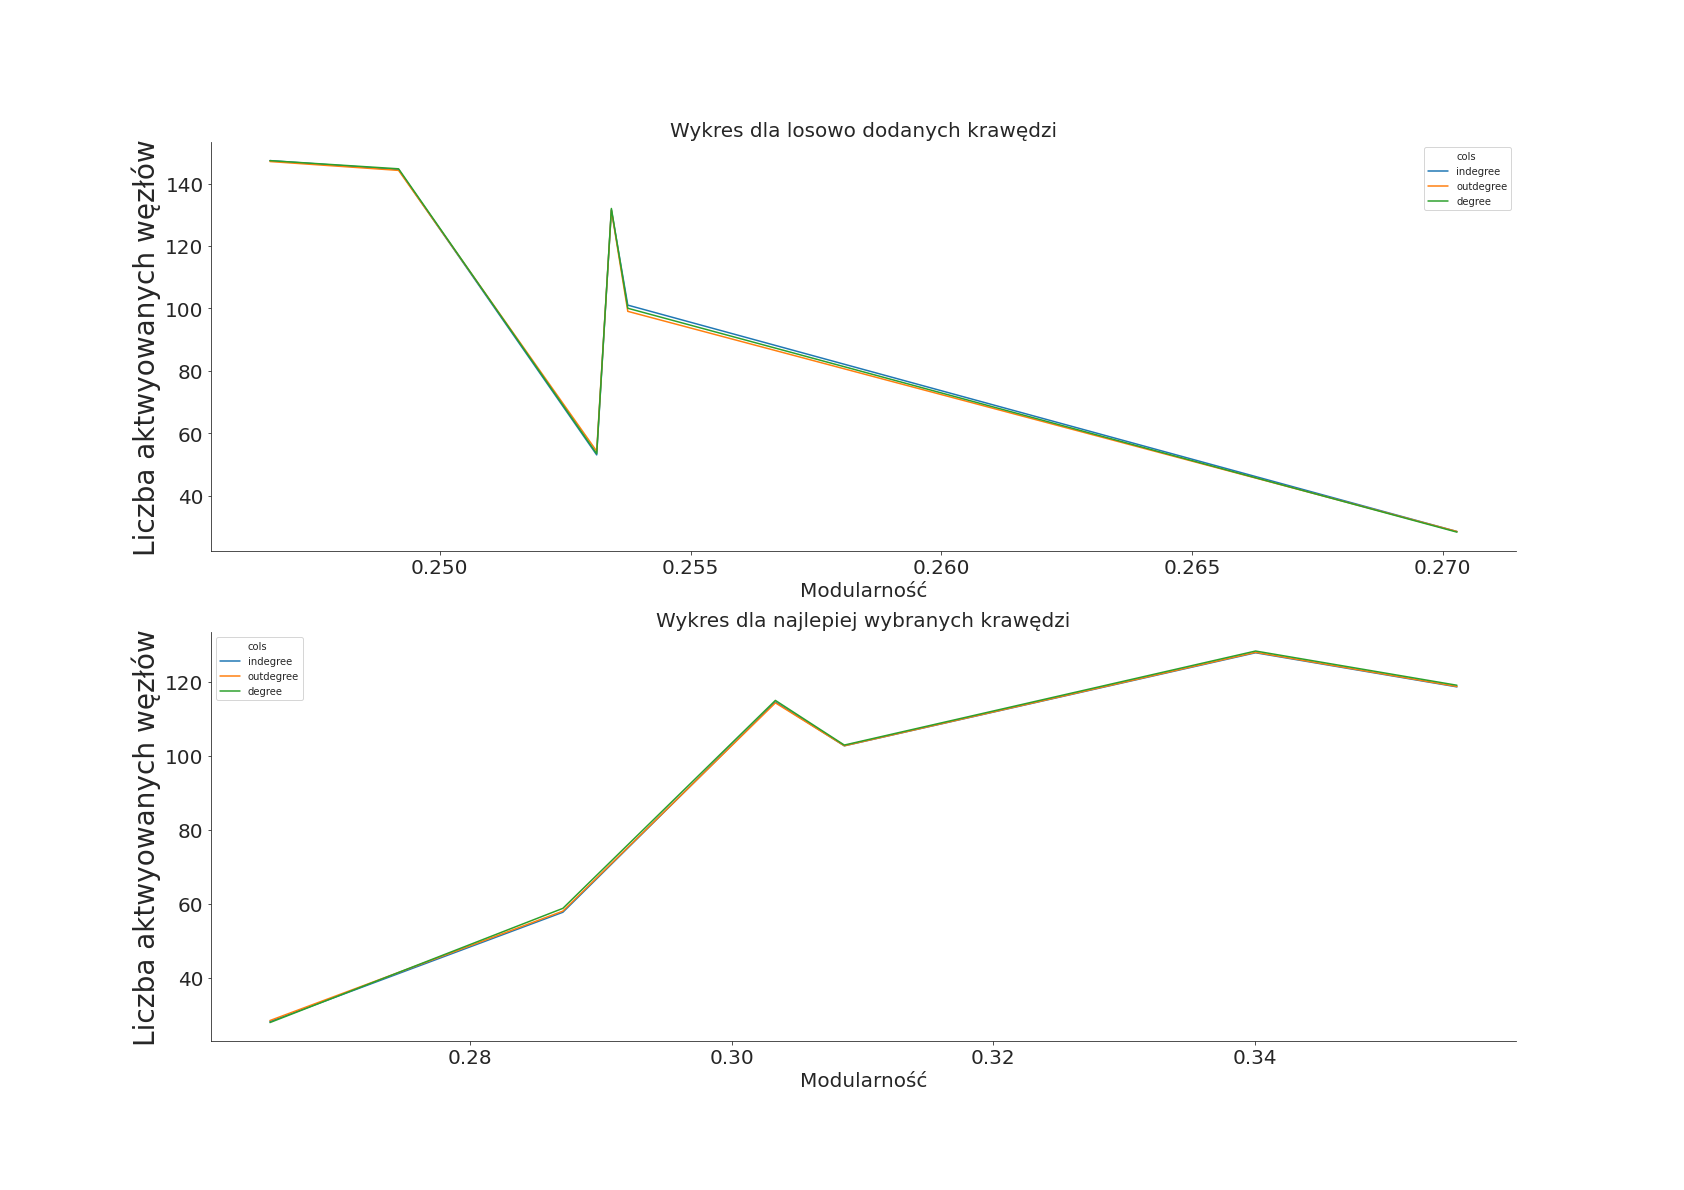 Wykres dla losowo dodanych krawędzi
Liczba aktwyowanych węzłów
140
120
100
80
60
40
cols
indegree
outdegree
degree
0.250
0.255
0.260
0.265
0.270
Modularność
Wykres dla najlepiej wybranych krawędzi
Liczba aktwyowanych węzłów
120
100
80
60
40
cols
indegree
outdegree
degree
0.28
0.30
0.32
0.34
Modularność